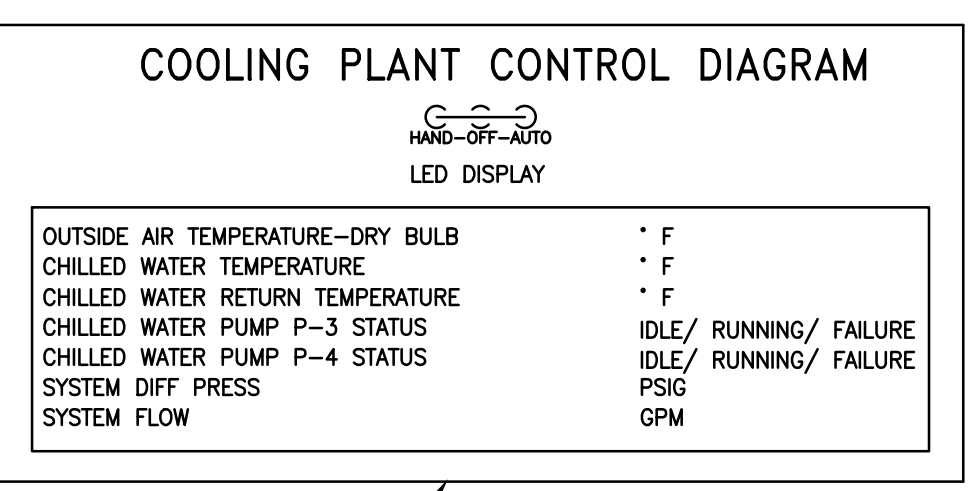 COOLING PLANT CONTROL DIAGRAM
HAND-OFF-AUTO
LED DISPLAY
OUTSIDE AIR TEMPERATURE-DRY BULB ° F
CHILLED WATER TEMPERATURE ° F
CHILLED WATER RETURN TEMPERATURE ° F
CHILLED WATER PUMP P-3 STATUS IDLE/ RUNNING/ FAILURE
CHILLED WATER PUMP P-4 STATUS IDLE/ RUNNING/ FAILURE
SYSTEM DIFF PRESS PSIG
SYSTEM FLOW GPM